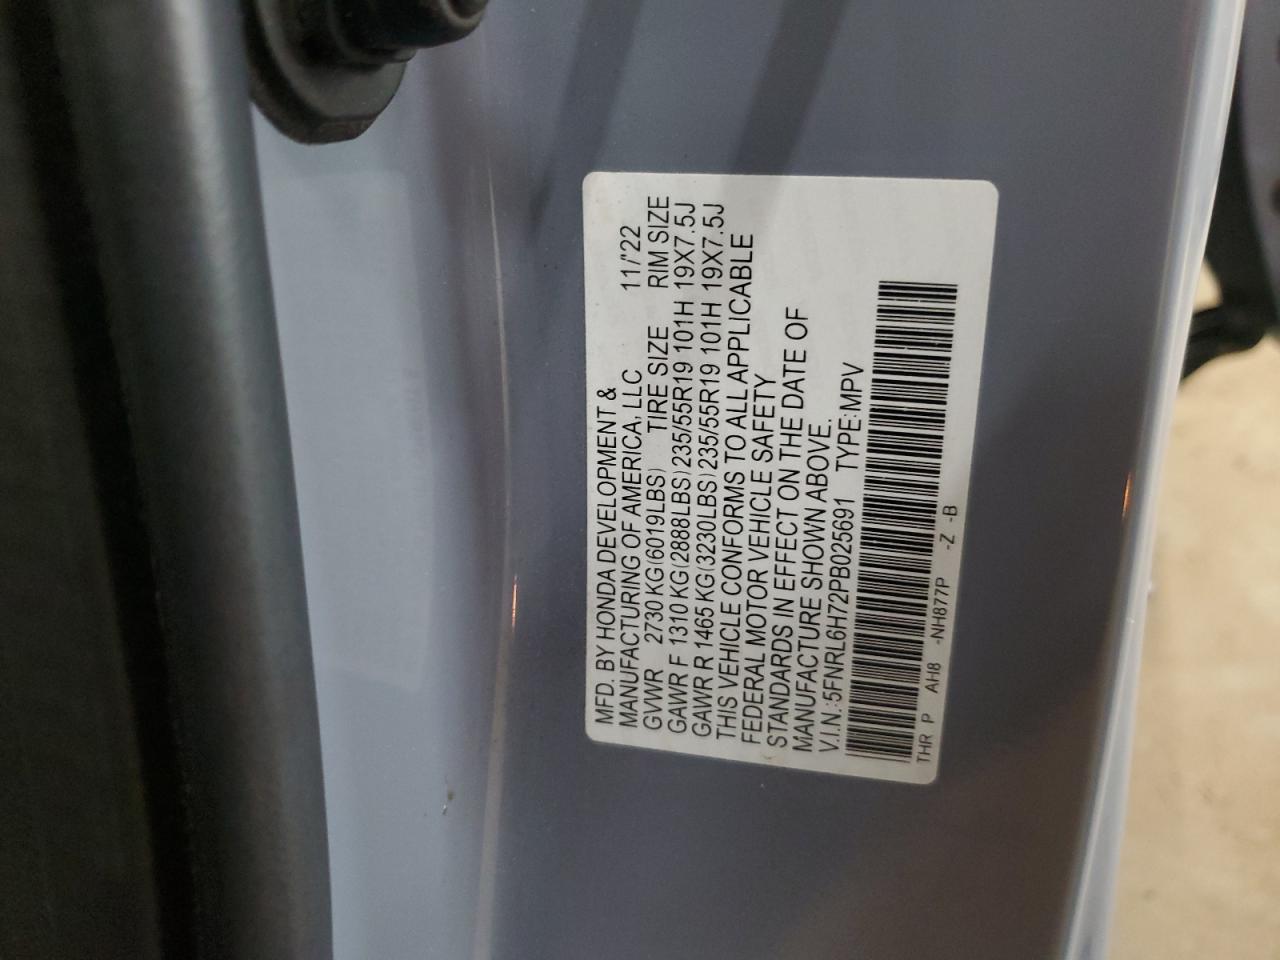 MFD. BY HONDA DEVELOPMENT &
MANUFACTURING OF AMERICA, LLC 11/'22
GVWR 2730 KG (6019LBS) TIRE SIZE RIM SIZE
GAWR F 1310 KG (2888LBS) 235/55R19 101H 19X7.5J
GAWR R 1465 KG (3230LBS) 235/55R19 101H 19X7.5J
THIS VEHICLE CONFORMS TO ALL APPLICABLE
FEDERAL MOTOR VEHICLE SAFETY
STANDARDS IN EFFECT ON THE DATE OF
MANUFACTURE SHOWN ABOVE.
V.I.N.:5FNRL6H72PB025691 TYPE:MPV
THR P AH8 -NH877P -Z -B